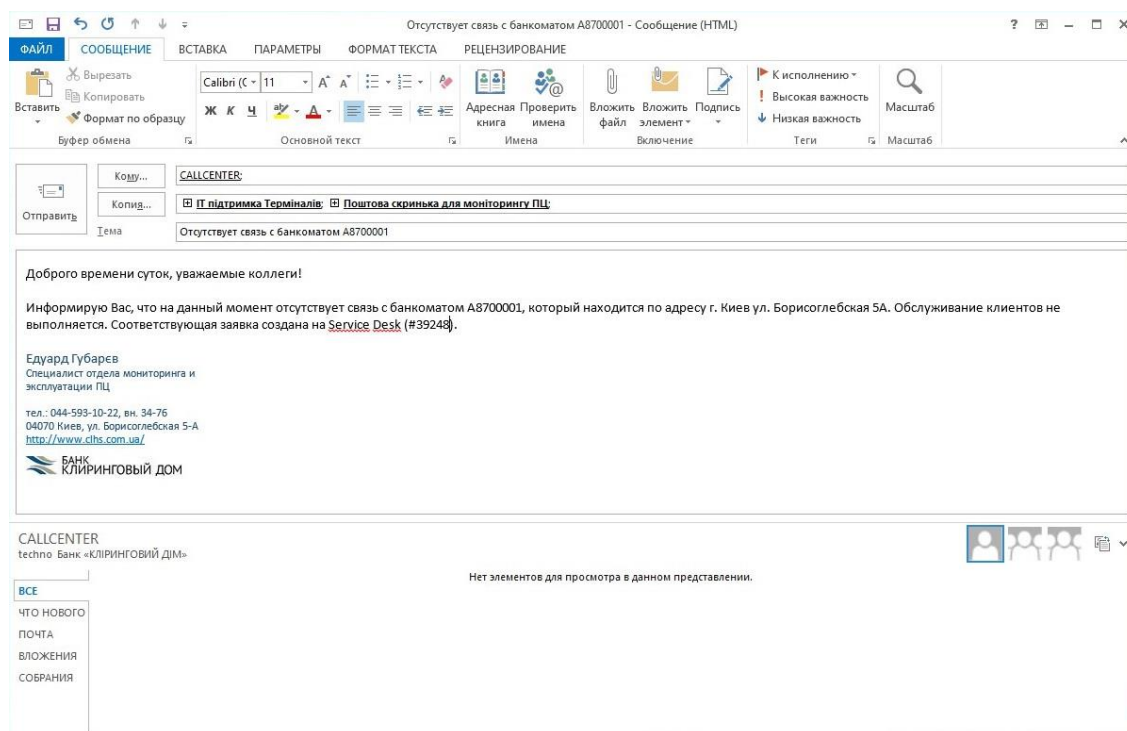 Отсутствует связь с банкоматом A8700001 - Сообщение (HTML)
ФАЙЛ СООБЩЕНИЕ ВСТАВКА ПАРАМЕТРЫ ФОРМАТ ТЕКСТА РЕЦЕНЗИРОВАНИЕ
Вставить
Вырезать
Копировать
Формат по образцу
Буфер обмена
Calibri (С 11
Ж К Ч
Основной текст
Адресная книга
Проверить имена
Имена
Вложить файл
Вложить элемент
Подпись
Включение
К исполнению
Высокая важность
Низкая важность
Теги
Масштаб
Масштаб
Отправить
Кому... CALLCENTER;
Копия... ІТ підтримка Терміналів; Поштова скринька для моніторингу ПЦ;
Тема Отсутствует связь с банкоматом A8700001
Доброго времени суток, уважаемые коллеги!
Информирую Вас, что на данный момент отсутствует связь с банкоматом A8700001, который находится по адресу г. Киев ул. Борисоглебская 5А. Обслуживание клиентов не
выполняется. Соответствующая заявка создана на Service Desk (#39248).
Едуард Губарєв
Специалист отдела мониторинга и
эксплуатации ПЦ
тел.: 044-593-10-22, вн. 34-76
04070 Киев, ул. Борисоглебская 5-А
http://www.clhs.com.ua/
БАНК
КЛИРИНГОВЫЙ ДОМ
CALLCENTER
techno Банк «КЛІРИНГОВИЙ ДІМ»
Нет элементов для просмотра в данном представлении.
ВСЕ
ЧТО НОВОГО
ПОЧТА
ВЛОЖЕНИЯ
СОБРАНИЯ